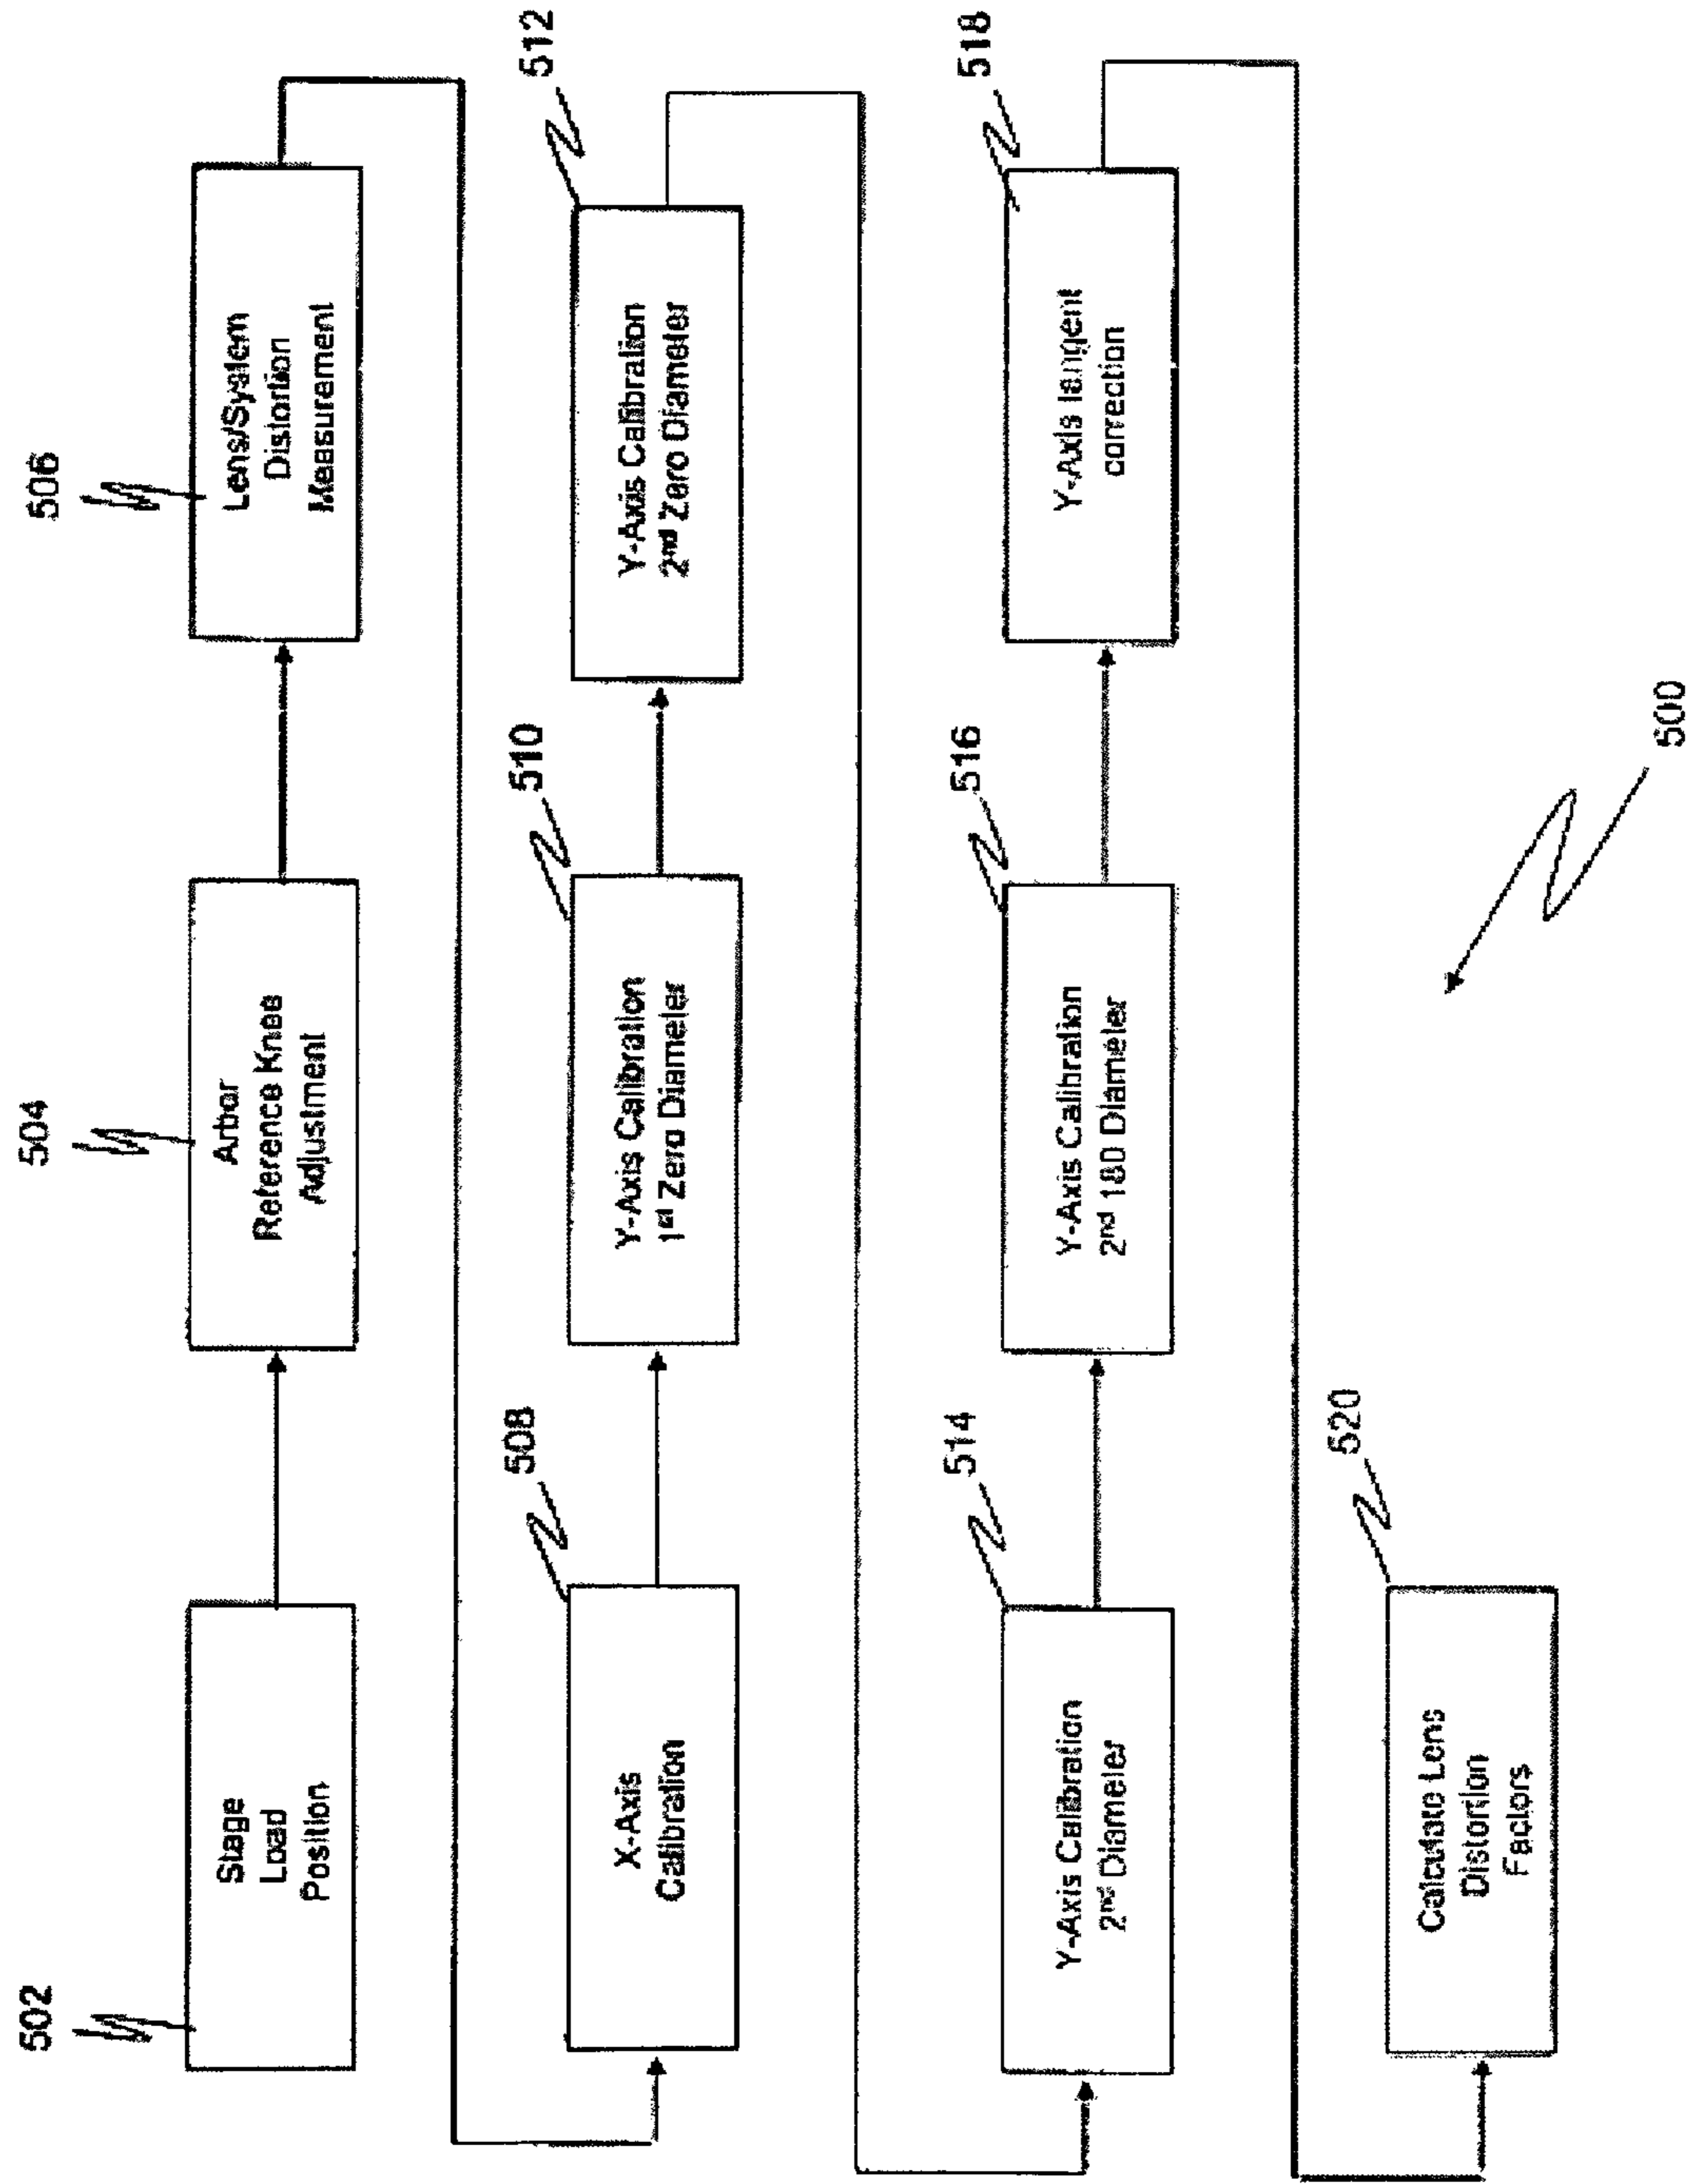 502
Stage
Load
Position
504
Arbor
Reference Knee
Adjustment
506
Lens/System
Distortion
Measurement
508
X-Axis
Calibration
510
Y-Axis Calibration
1st Zero Diameter
512
Y-Axis Calibration
2nd Zero Diameter
514
Y-Axis Calibration
2nd Diameter
516
Y-Axis Calibration
2nd 180 Diameter
518
Y-Axis tangent
correction
520
Calculate Lens
Distortion
Factors
500